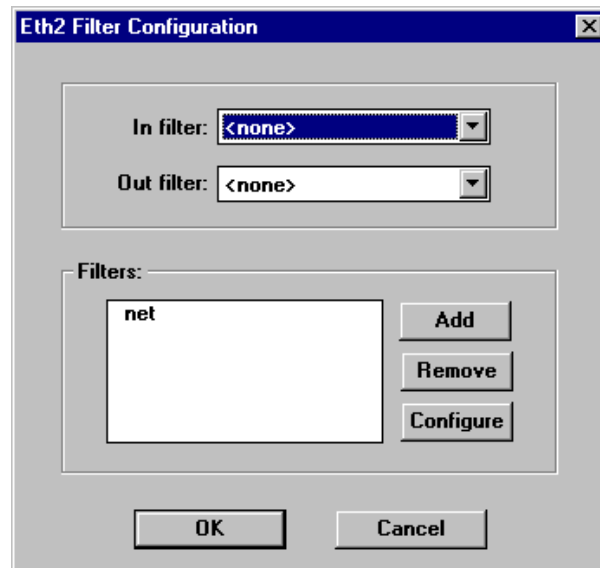 Eth2 Filter Configuration
In filter: <none>
Out filter: <none>
Filters:
net
Add
Remove
Configure
OK
Cancel